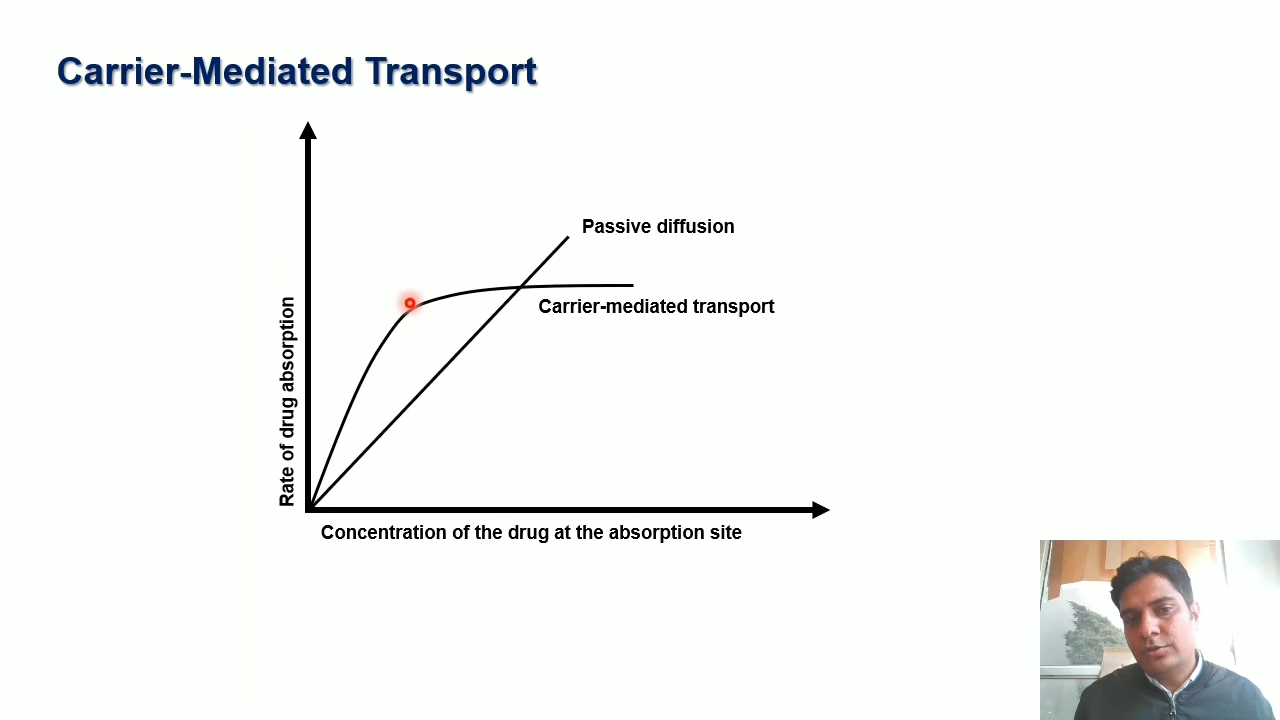 Carrier-Mediated Transport
Passive diffusion
Carrier-mediated transport
Rate of drug absorption
Concentration of the drug at the absorption site